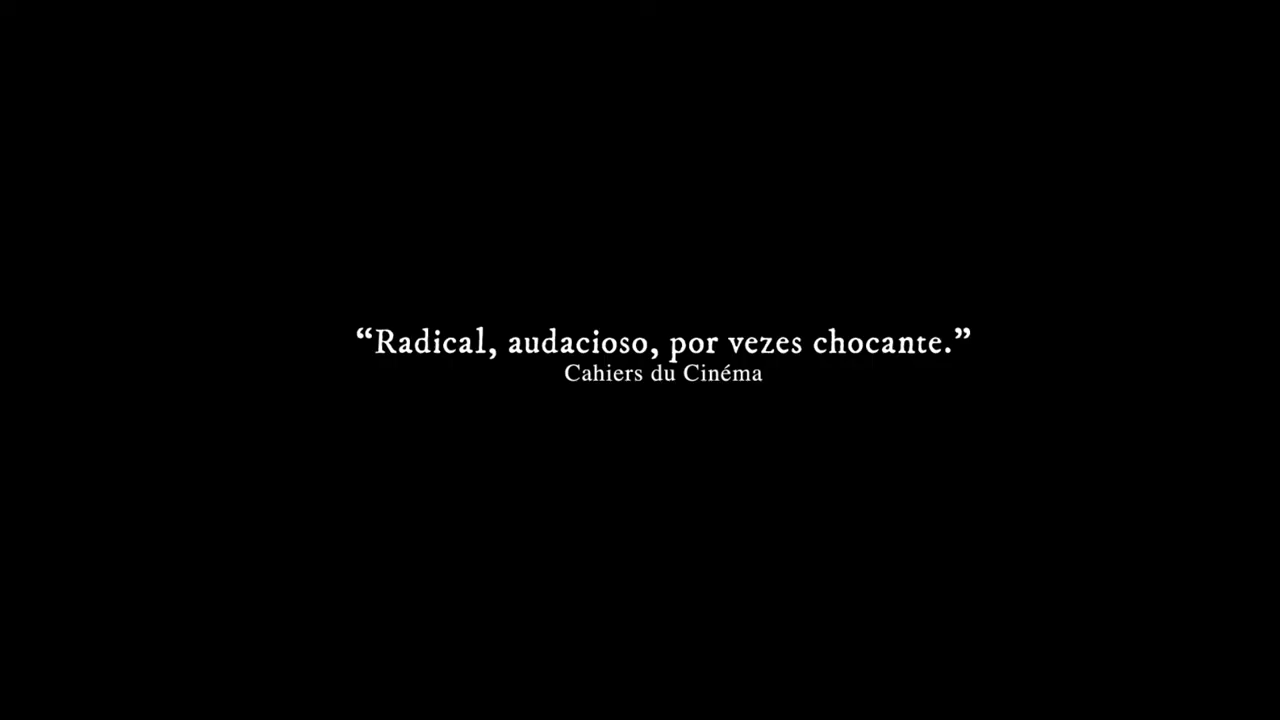 “Radical, audacioso, por vezes chocante.”
Cahiers du Cinéma